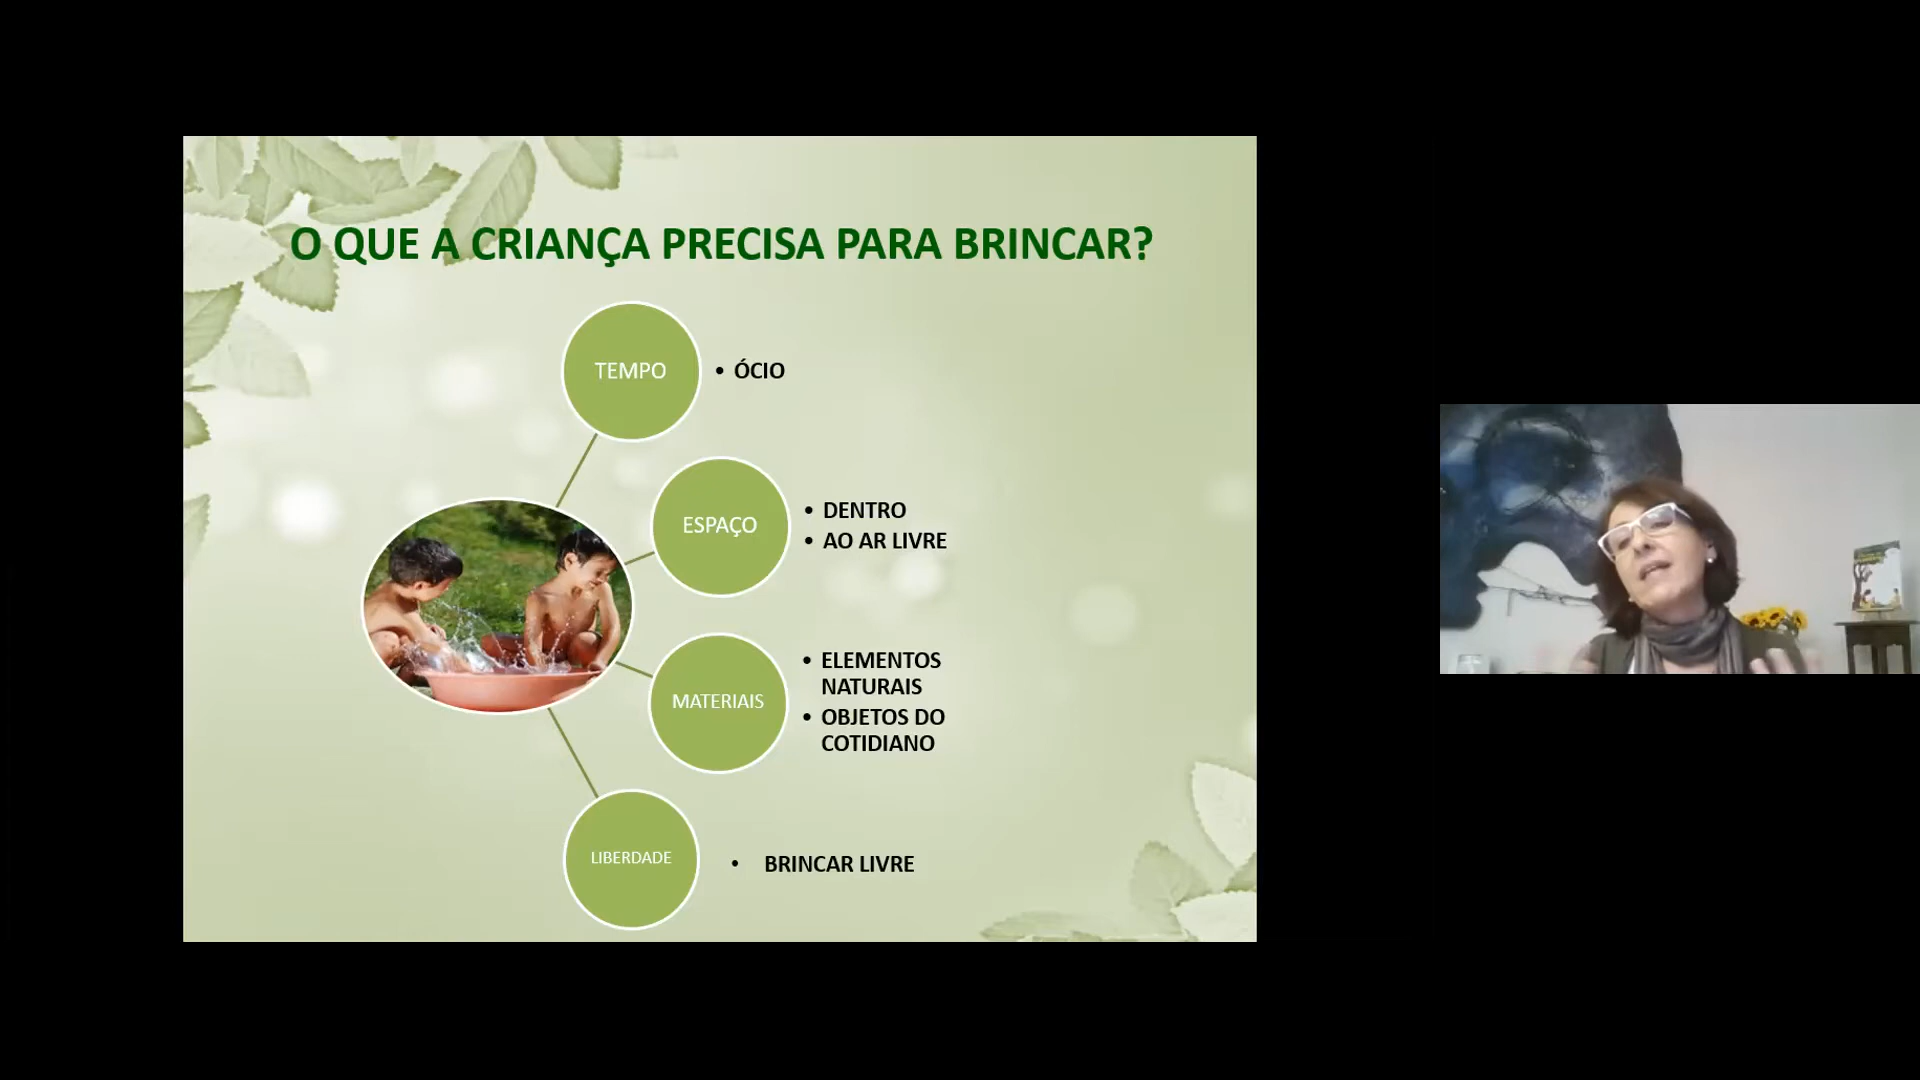 O QUE A CRIANÇA PRECISA PARA BRINCAR?
TEMPO
• ÓCIO
ESPAÇO
• DENTRO
• AO AR LIVRE
MATERIAIS
• ELEMENTOS
NATURAIS
• OBJETOS DO
COTIDIANO
LIBERDADE
• BRINCAR LIVRE